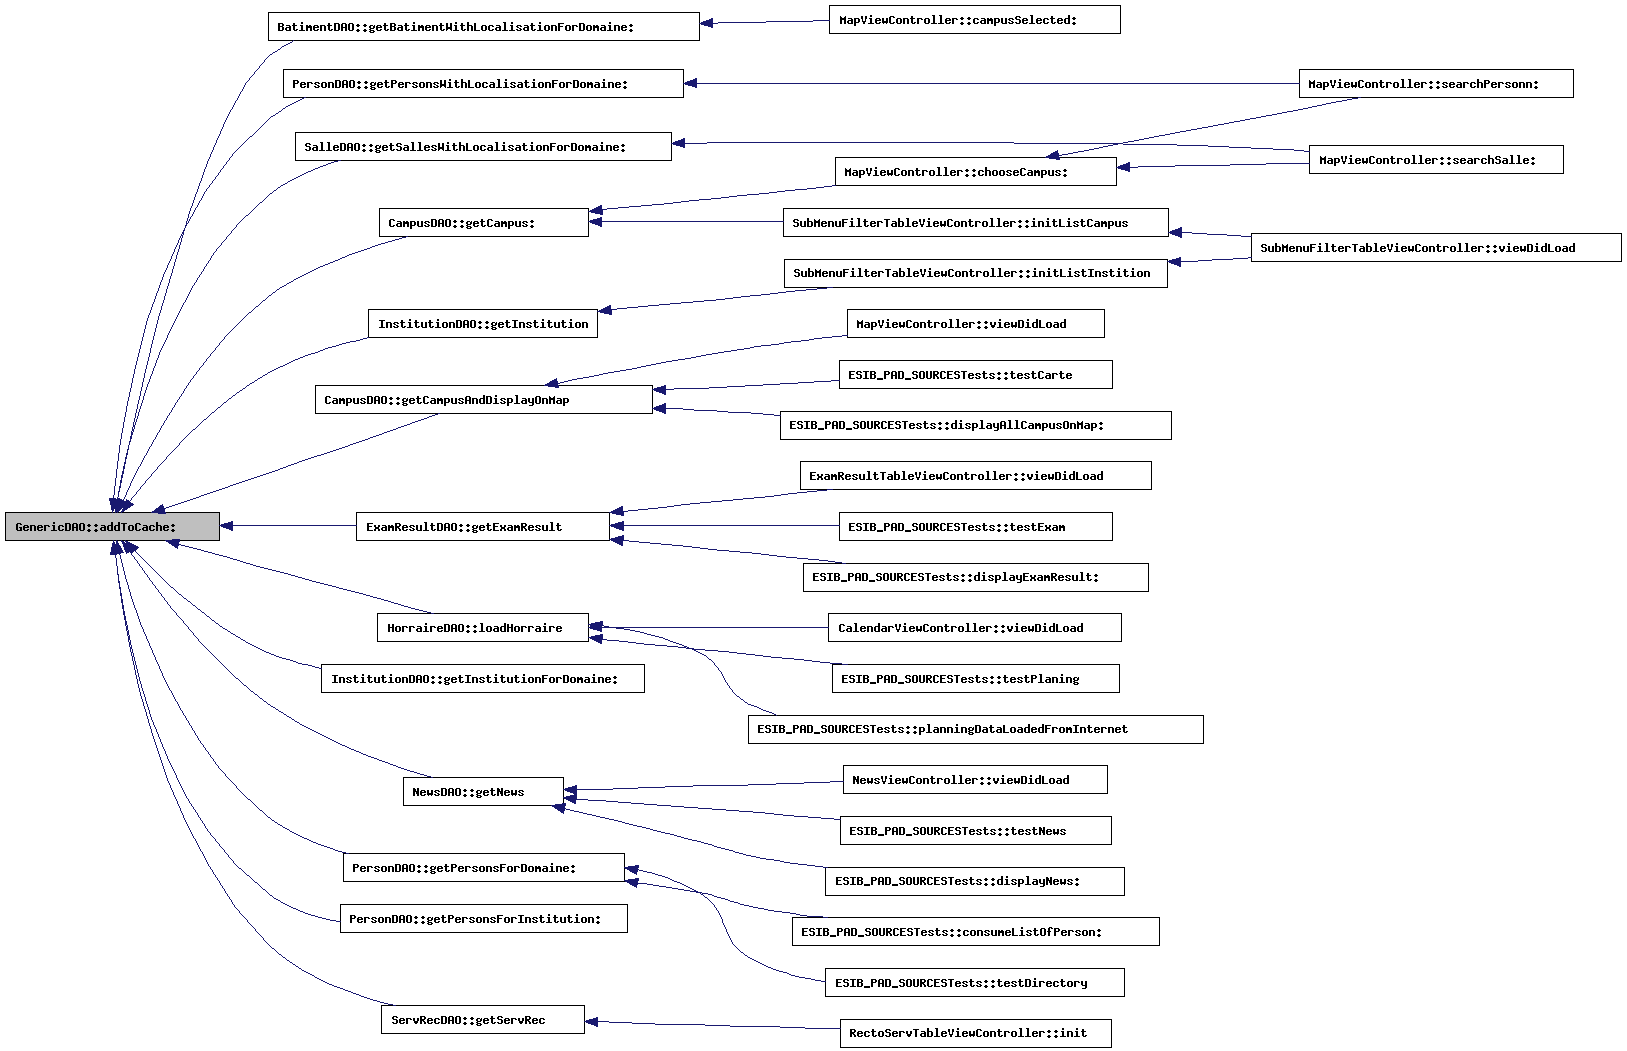 BatimentDAO::getBatimentWithLocalisationForDomaine:
MapViewController::campusSelected:
PersonDAO::getPersonsWithLocalisationForDomaine:
MapViewController::searchPersonn:
SalleDAO::getSallesWithLocalisationForDomaine:
MapViewController::searchSalle:
MapViewController::chooseCampus:
CampusDAO::getCampus:
SubMenuFilterTableViewController::initListCampus
SubMenuFilterTableViewController::viewDidLoad
SubMenuFilterTableViewController::initListInstition
InstitutionDAO::getInstitution
MapViewController::viewDidLoad
ESIB_PAD_SOURCESTests::testCarte
CampusDAO::getCampusAndDisplayOnMap
ESIB_PAD_SOURCESTests::displayAllCampusOnMap:
ExamResultTableViewController::viewDidLoad
GenericDAO::addToCache:
ExamResultDAO::getExamResult
ESIB_PAD_SOURCESTests::testExam
ESIB_PAD_SOURCESTests::displayExamResult:
HorraireDAO::loadHorraire
CalendarViewController::viewDidLoad
InstitutionDAO::getInstitutionForDomaine:
ESIB_PAD_SOURCESTests::testPlaning
ESIB_PAD_SOURCESTests::planningDataLoadedFromInternet
NewsViewController::viewDidLoad
NewsDAO::getNews
ESIB_PAD_SOURCESTests::testNews
PersonDAO::getPersonsForDomaine:
ESIB_PAD_SOURCESTests::displayNews:
PersonDAO::getPersonsForInstitution:
ESIB_PAD_SOURCESTests::consumeListOfPerson:
ESIB_PAD_SOURCESTests::testDirectory
ServRecDAO::getServRec
RectoServTableViewController::init